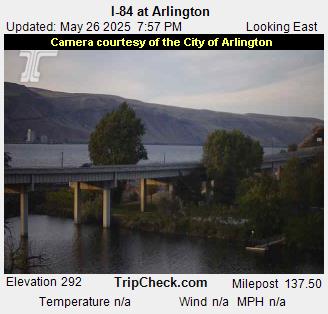 I-84 at Arlington
Updated: May 26 2025 7:57 PM Looking East
Camera courtesy of the City of Arlington
Elevation 292 TripCheck.com Milepost 137.50
Temperature n/a Wind n/a MPH n/a